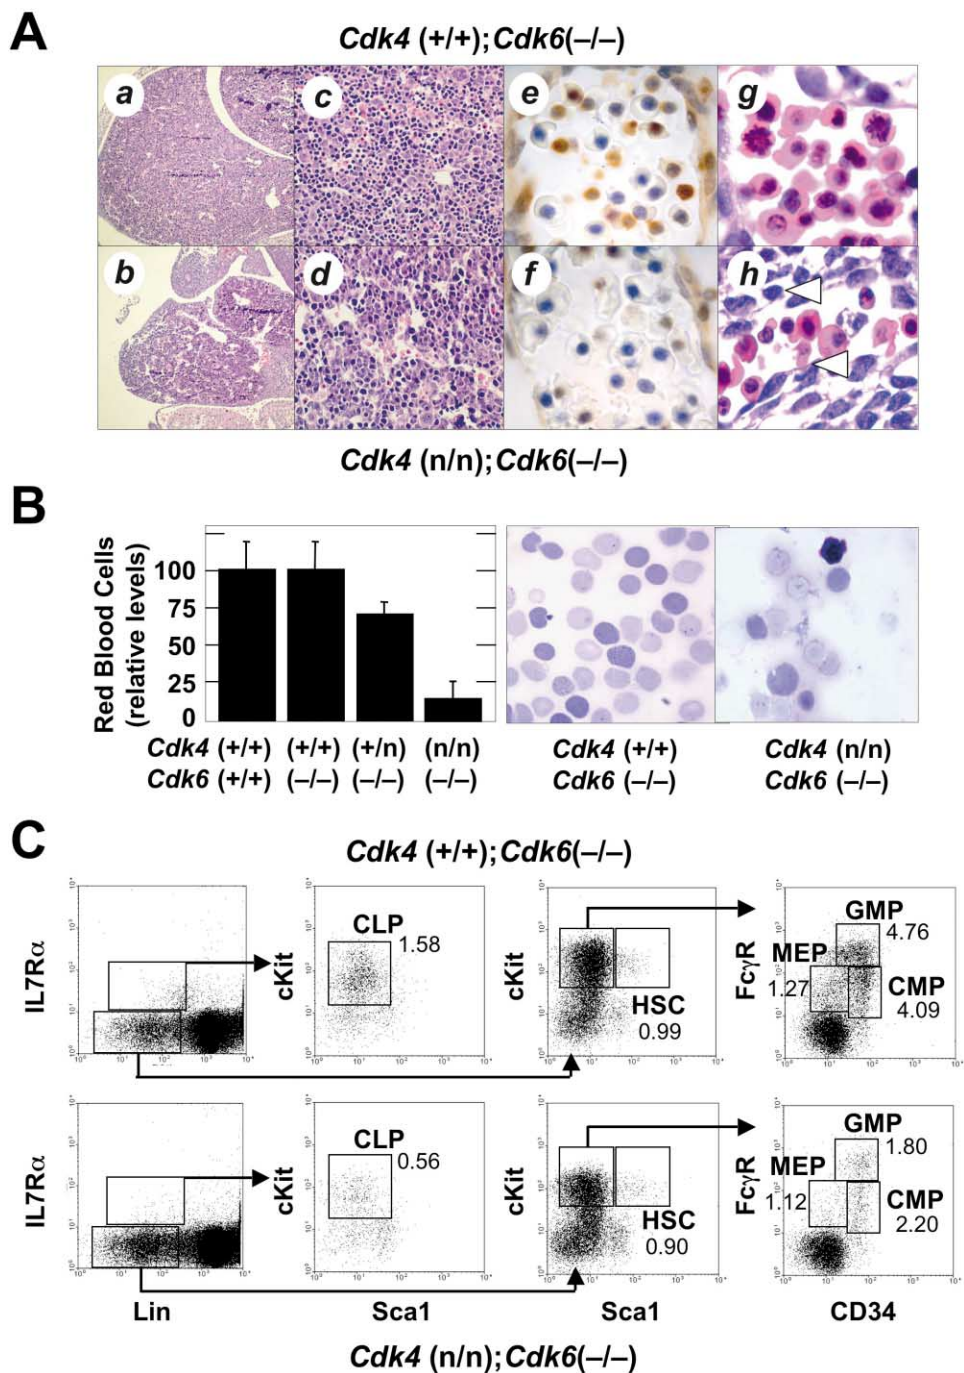 A
Cdk4 (+/+);Cdk6(–/–)
a
c
e
g
b
d
f
h
Cdk4 (n/n);Cdk6(–/–)
B
Red Blood Cells
(relative levels)
100
75
50
25
0
Cdk4 (+/+) (+/+) (+/n) (n/n)
Cdk6 (+/+) (–/–) (–/–) (–/–)
Cdk4 (+/+)
Cdk6 (–/–)
Cdk4 (n/n)
Cdk6 (–/–)
C
Cdk4 (+/+);Cdk6(–/–)
IL7Rα
cKit
CLP
1.58
cKit
HSC
0.99
FcγR
GMP
4.76
MEP
1.27
CMP
4.09
IL7Rα
cKit
CLP
0.56
cKit
HSC
0.90
FcγR
GMP
1.80
MEP
1.12
CMP
2.20
Lin
Sca1
Sca1
CD34
Cdk4 (n/n);Cdk6(–/–)